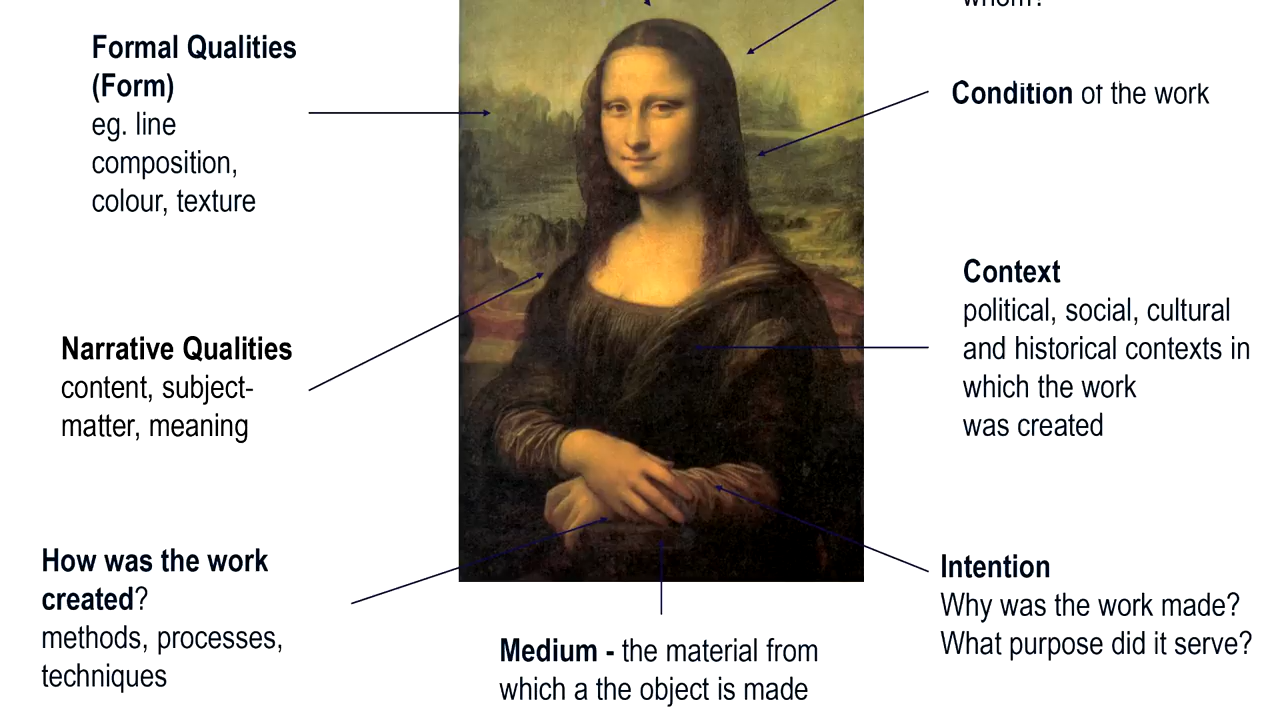 whom?
Formal Qualities
(Form)
eg. line
composition,
colour, texture
Condition of the work
Context
political, social, cultural
and historical contexts in
which the work
was created
Narrative Qualities
content, subject-
matter, meaning
How was the work
created?
methods, processes,
techniques
Intention
Why was the work made?
What purpose did it serve?
Medium - the material from
which a the object is made